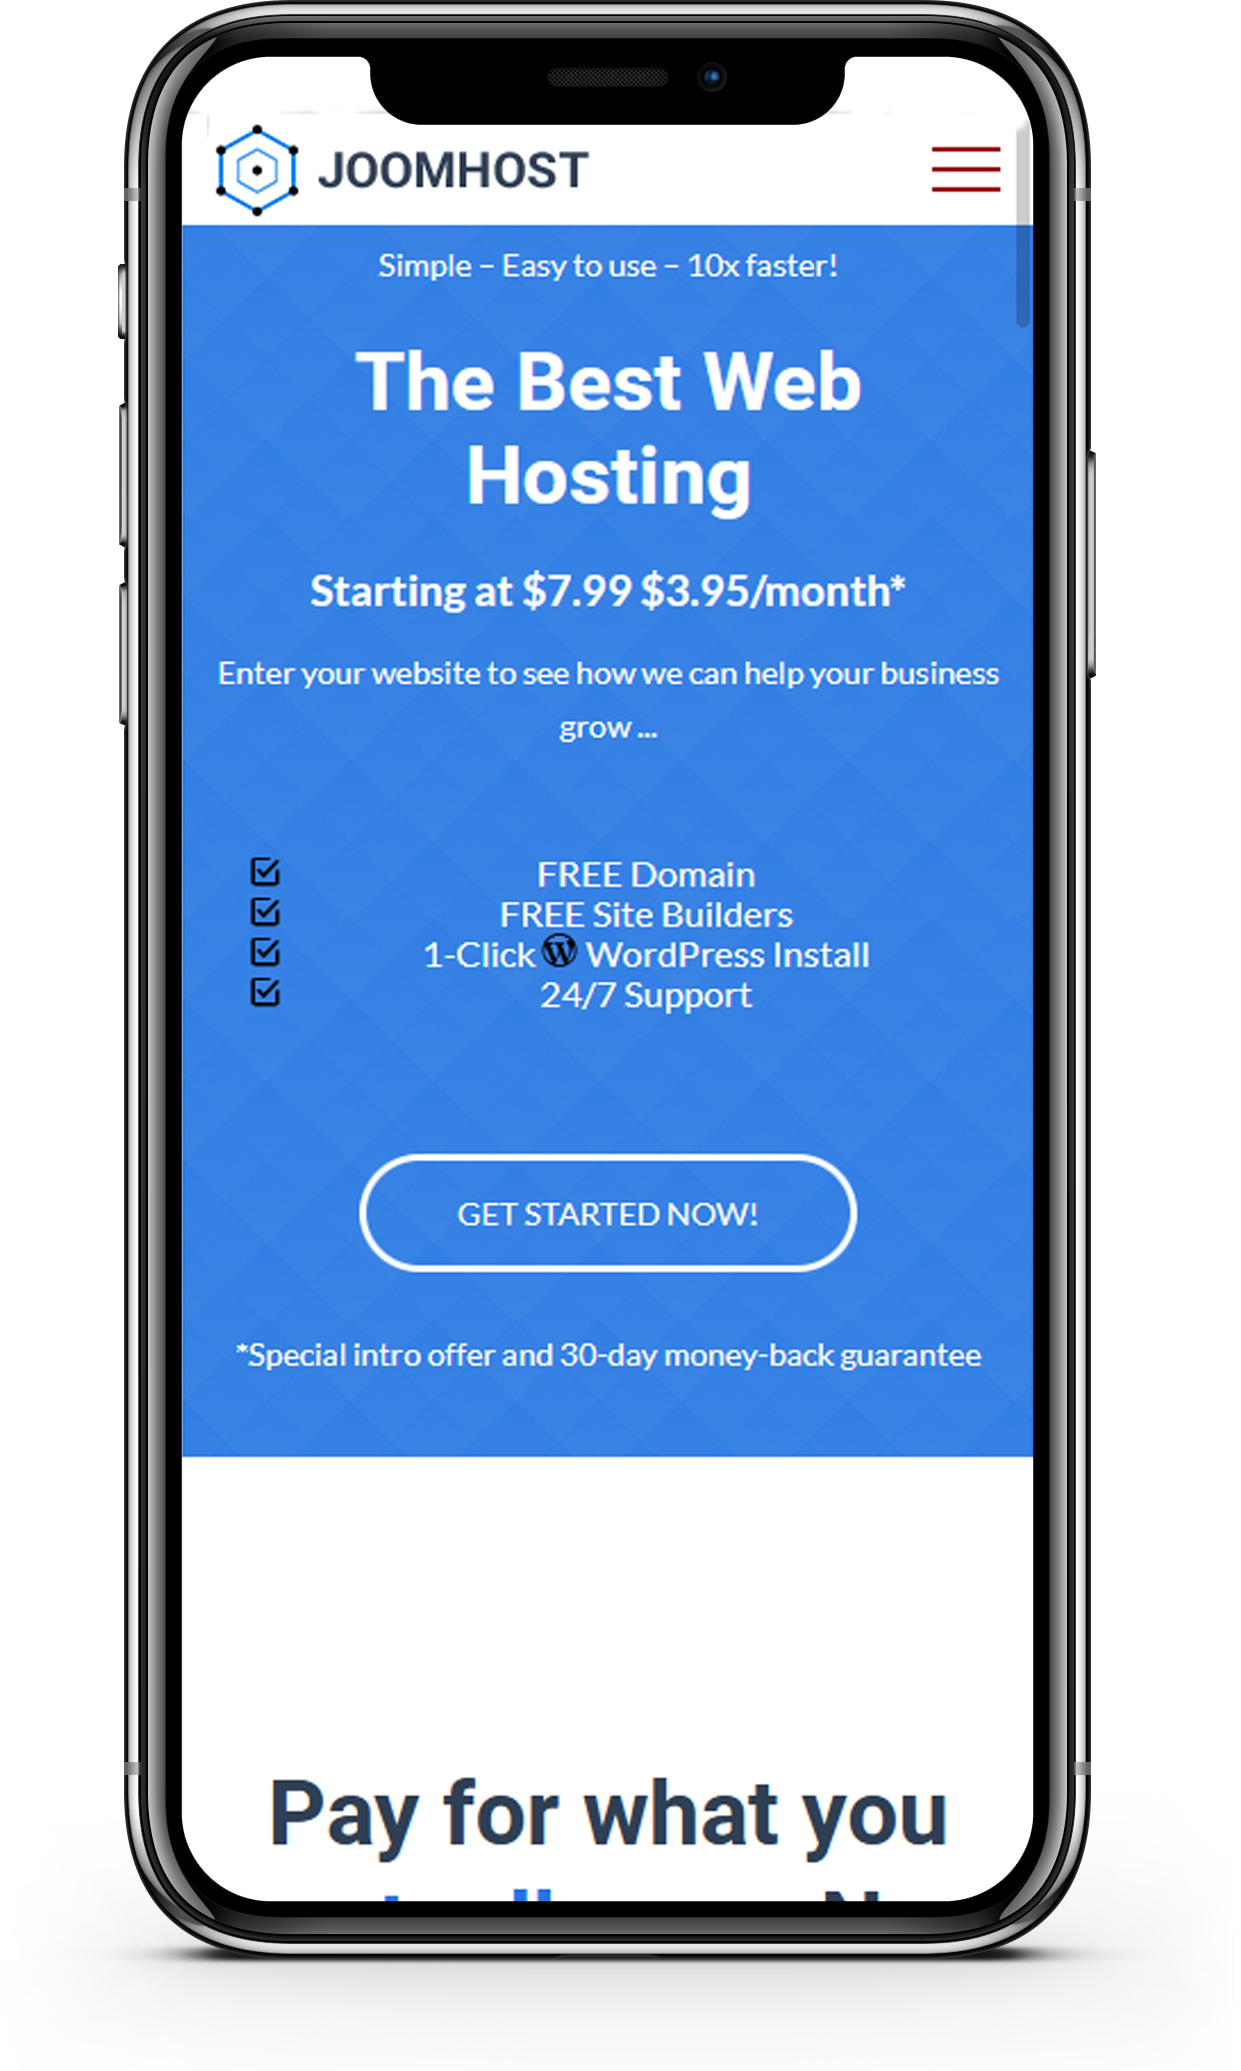 JOOMHOST
Simple – Easy to use – 10x faster!
The Best Web
Hosting
Starting at $7.99 $3.95/month*
Enter your website to see how we can help your business
grow ...
FREE Domain
FREE Site Builders
1-Click WordPress Install
24/7 Support
GET STARTED NOW!
*Special intro offer and 30-day money-back guarantee
Pay for what you